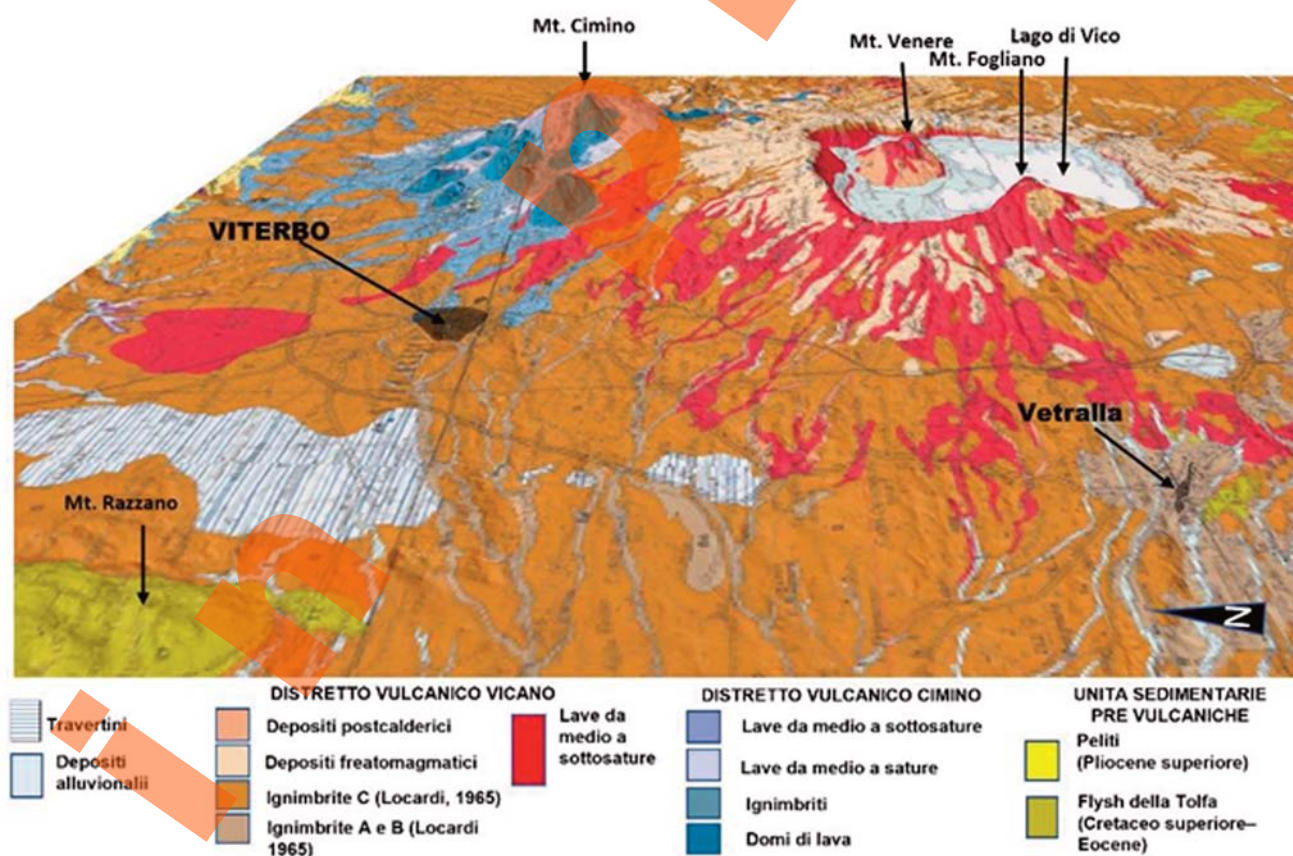 Mt. Cimino
Mt. Venere
Lago di Vico
Mt. Fogliano
VITERBO
Vetralla
Mt. Razzano
N
DISTRETTO VULCANICO VICANO
Travertini
Depositi
alluvionalii
Depositi postcalderici
Depositi freatomagmatici
Ignimbrite C (Locardi, 1965)
Ignimbrite A e B (Locardi
1965)
Lave da
medio a
sottosature
DISTRETTO VULCANICO CIMINO
Lave da medio a sottosature
Lave da medio a sature
Ignimbriti
Domi di lava
UNITA SEDIMENTARIE
PRE VULCANICHE
Peliti
(Pliocene superiore)
Flysh della Tolfa
(Cretaceo superiore–
Eocene)